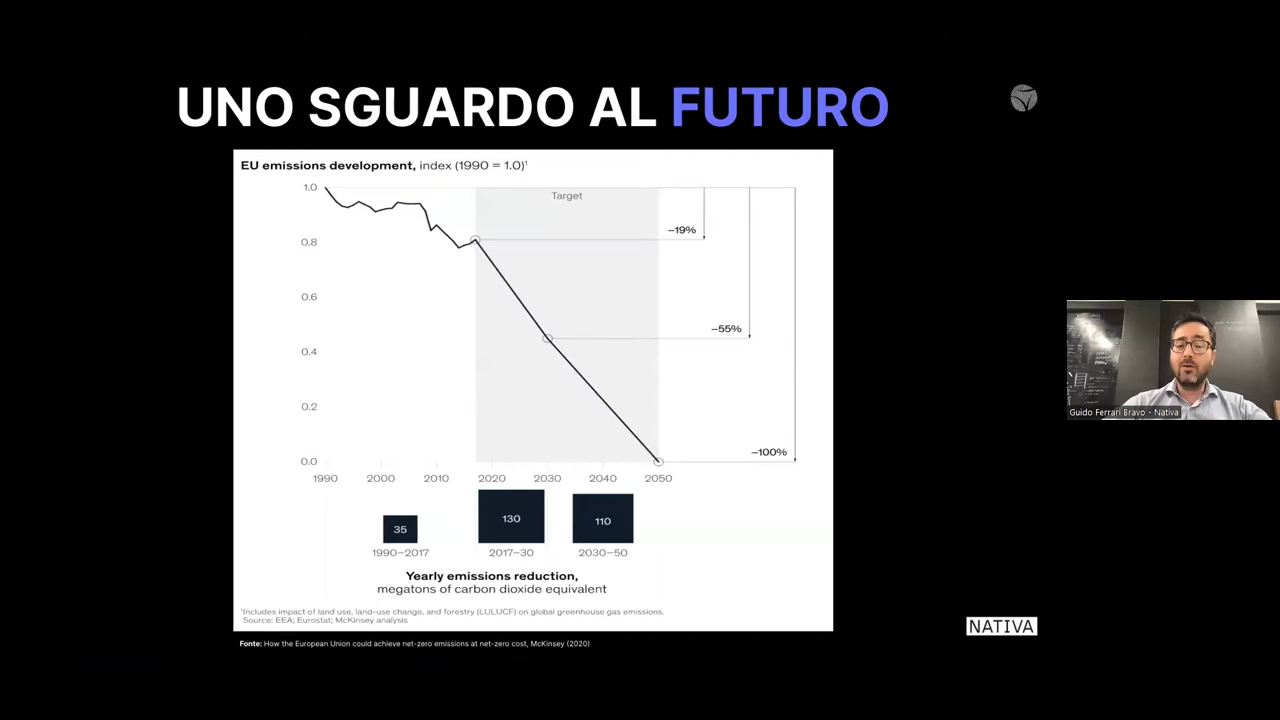 UNO SGUARDO AL FUTURO
EU emissions development, index (1990 = 1.0)¹
1.0
Target
–19%
0.8
0.6
–55%
0.4
0.2
–100%
0.0
1990 2000 2010 2020 2030 2040 2050
35 130 110
1990–2017 2017–30 2030–50
Yearly emissions reduction,
megatons of carbon dioxide equivalent
¹Includes impact of land use, land-use change, and forestry (LULUCF) on global greenhouse gas emissions.
Source: EEA; Eurostat; McKinsey analysis
Fonte: How the European Union could achieve net-zero emissions at net-zero cost, McKinsey (2020)
Guido Ferrari Bravo - Nativa
NATIVA